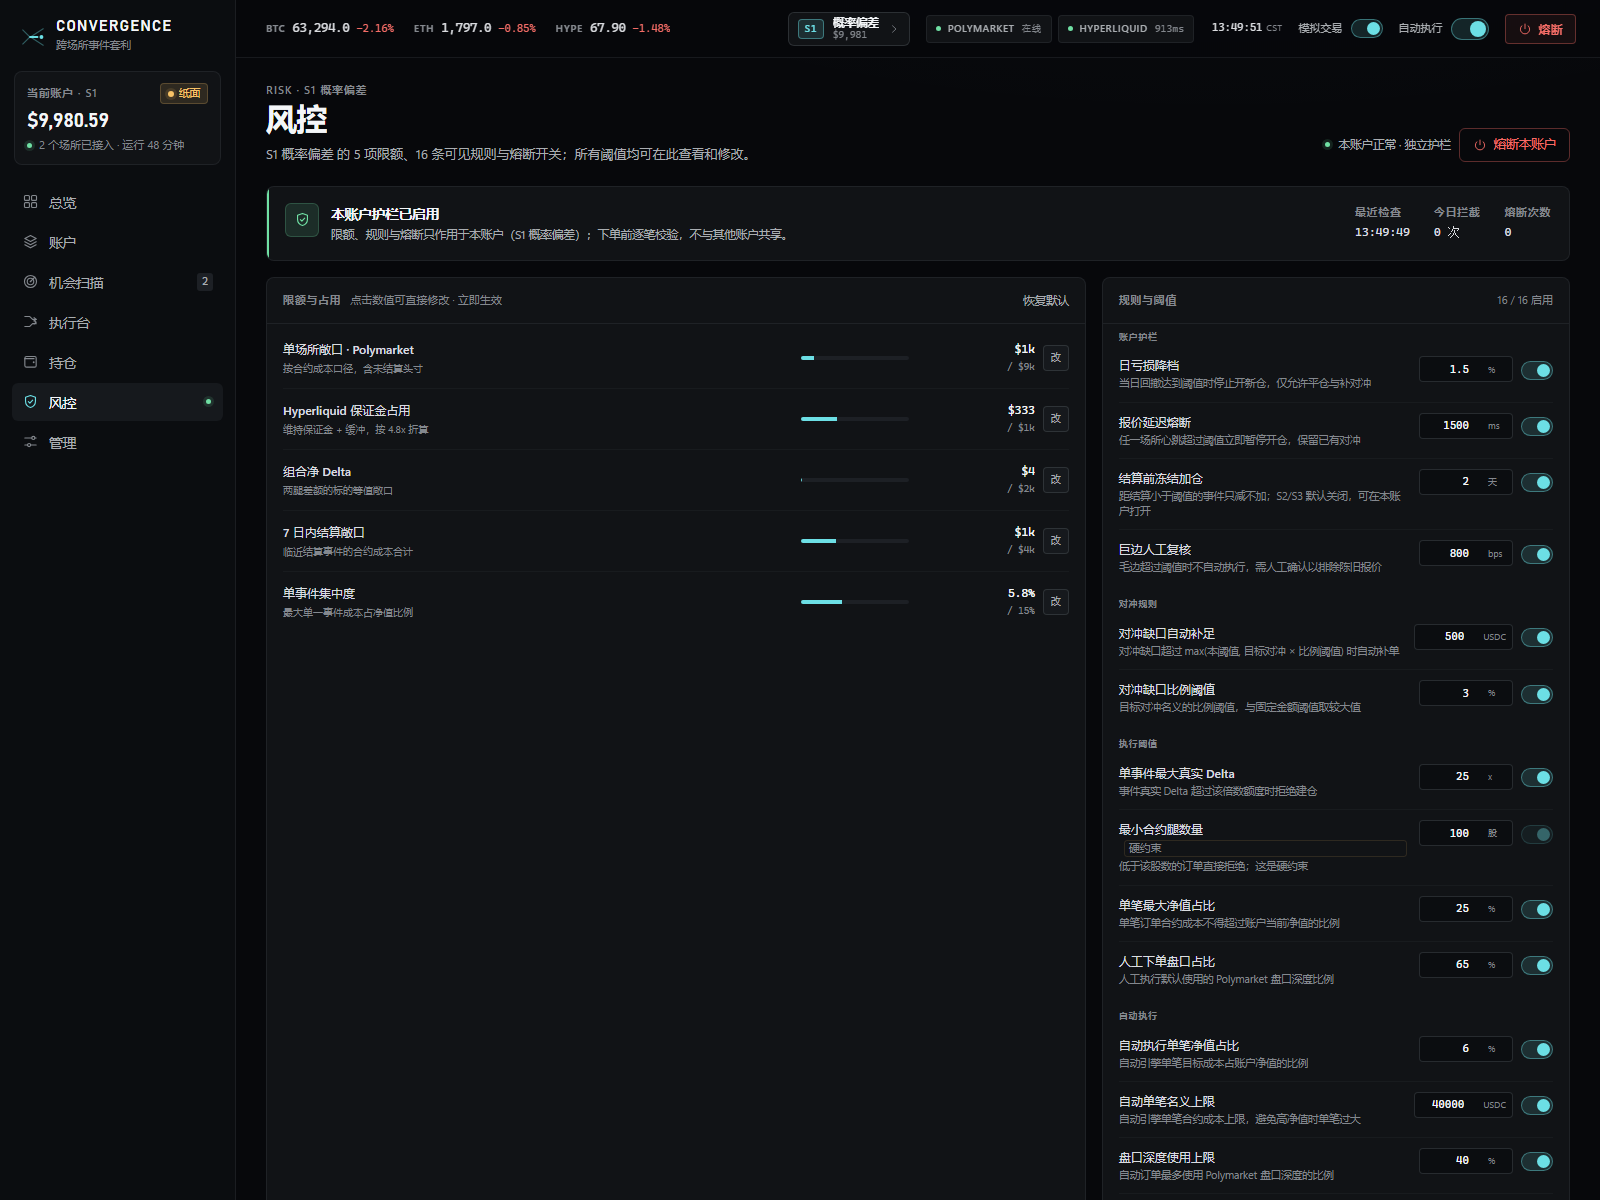 CONVERGENCE
跨场所事件套利
当前账户 · S1
纸面
$9,980.59
2 个场所已接入 · 运行 48 分钟
总览
账户
机会扫描
2
执行台
持仓
风控
管理
BTC 63,294.0 −2.16%
ETH 1,797.0 −0.85%
HYPE 67.90 −1.48%
S1
概率偏差
$9,981
POLYMARKET 在线
HYPERLIQUID 913ms
13:49:51 CST
模拟交易
自动执行
熔断
RISK · S1 概率偏差
风控
S1 概率偏差 的 5 项限额、16 条可见规则与熔断开关；所有阈值均可在此查看和修改。
本账户正常 · 独立护栏
熔断本账户
本账户护栏已启用
限额、规则与熔断只作用于本账户（S1 概率偏差）；下单前逐笔校验，不与其他账户共享。
最近检查
13:49:49
今日拦截
0 次
熔断次数
0
限额与占用 点击数值可直接修改 · 立即生效
恢复默认
单场所敞口 · Polymarket
按合约成本口径，含未结算头寸
$1k
/ $9k
改
Hyperliquid 保证金占用
维持保证金 + 缓冲，按 4.8x 折算
$333
/ $1k
改
组合净 Delta
两腿差额的标的等值敞口
$4
/ $2k
改
7 日内结算敞口
临近结算事件的合约成本合计
$1k
/ $4k
改
单事件集中度
最大单一事件成本占净值比例
5.8%
/ 15%
改
规则与阈值
16 / 16 启用
账户护栏
日亏损降档
当日回撤达到阈值时停止开新仓，仅允许平仓与补对冲
1.5 %
报价延迟熔断
任一场所心跳超过阈值立即暂停开仓，保留已有对冲
1500 ms
结算前冻结加仓
距结算小于阈值的事件只减不加；S2/S3 默认关闭，可在本账
户打开
2 天
巨边人工复核
毛边超过阈值时不自动执行，需人工确认以排除陈旧报价
800 bps
对冲规则
对冲缺口自动补足
对冲缺口超过 max(本阈值, 目标对冲 × 比例阈值) 时自动补单
500 USDC
对冲缺口比例阈值
目标对冲名义的比例阈值，与固定金额阈值取较大值
3 %
执行阈值
单事件最大真实 Delta
事件真实 Delta 超过该倍数额度时拒绝建仓
25 x
最小合约腿数量
硬约束
低于该股数的订单直接拒绝；这是硬约束
100 股
单笔最大净值占比
单笔订单合约成本不得超过账户当前净值的比例
25 %
人工下单盘口占比
人工执行默认使用的 Polymarket 盘口深度比例
65 %
自动执行
自动执行单笔净值占比
自动引擎单笔目标成本占账户净值的比例
6 %
自动单笔名义上限
自动引擎单笔合约成本上限，避免高净值时单笔过大
40000 USDC
盘口深度使用上限
自动订单最多使用 Polymarket 盘口深度的比例
40 %